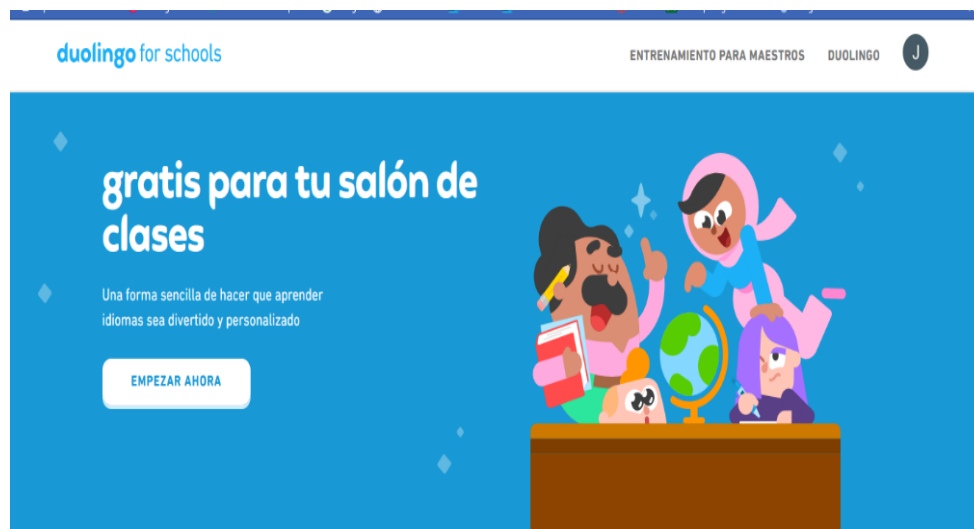 duolingo for schools
ENTRENAMIENTO PARA MAESTROS
DUOLINGO
J
gratis para tu salón de
clases
Una forma sencilla de hacer que aprender
idiomas sea divertido y personalizado
EMPEZAR AHORA